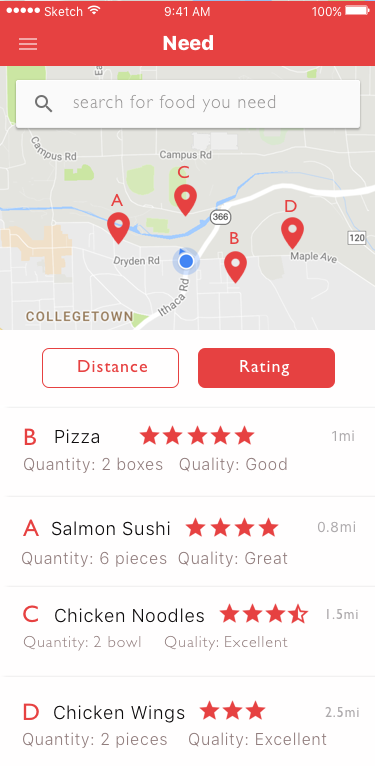 Sketch 9:41 AM 100%
Need
search for food you need
Campus Rd
Campus Rd
C
A
D
366
B
120
Dryden Rd
Maple Ave
Ithaca Rd
COLLEGETOWN
Distance Rating
B Pizza 1mi
Quantity: 2 boxes Quality: Good
A Salmon Sushi 0.8mi
Quantity: 6 pieces Quality: Great
C Chicken Noodles 1.5mi
Quantity: 2 bowl Quality: Excellent
D Chicken Wings 2.5mi
Quantity: 2 pieces Quality: Excellent